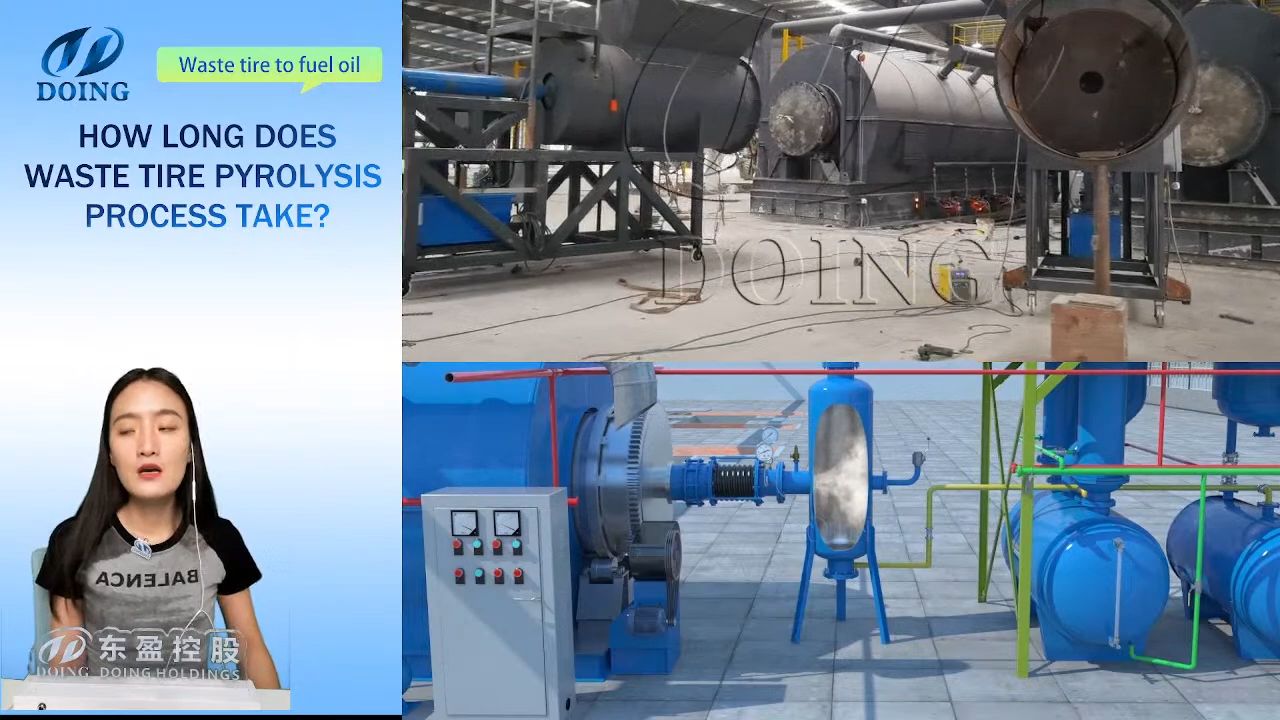 DOING
Waste tire to fuel oil
HOW LONG DOES
WASTE TIRE PYROLYSIS
PROCESS TAKE?
DOING
BALENCA
东盈控股
DOING DOING HOLDINGS